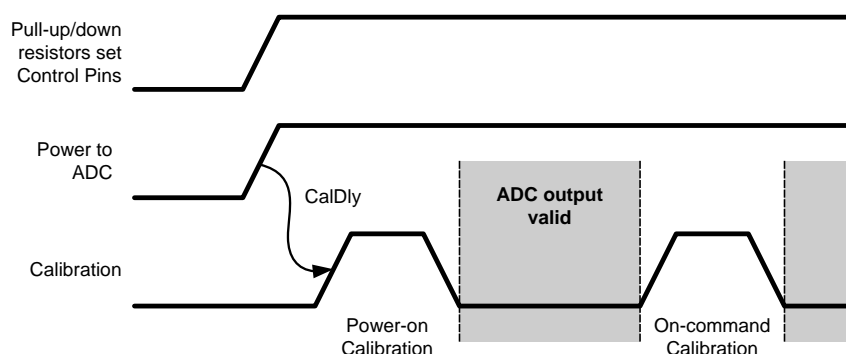 Pull-up/down
resistors set
Control Pins
Power to
ADC
CalDly
ADC output
valid
Calibration
Power-on
Calibration
On-command
Calibration